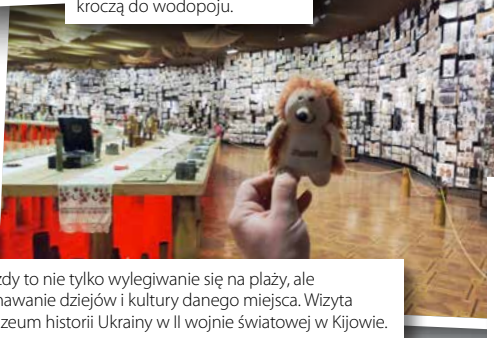 kroczą do wodopoju.
zdy to nie tylko wylegiwanie się na plaży, ale
nawanie dziejów i kultury danego miejsca. Wizyta
zeum historii Ukrainy w II wojnie światowej w Kijowie.